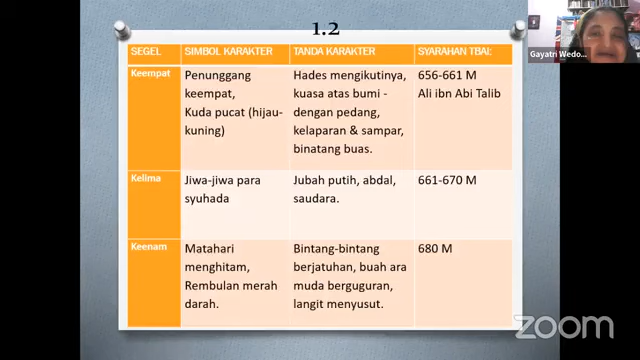 1.2
Gayatri Wedo...
SEGEL SIMBOL KARAKTER TANDA KARAKTER SYARAHAN TBAI:
Keempat
Penunggang
keempat,
Kuda pucat (hijau-
kuning)
Hades mengikutinya,
kuasa atas bumi -
dengan pedang,
kelaparan & sampar,
binatang buas.
656-661 M
Ali ibn Abi Talib
Kelima
Jiwa-jiwa para
syuhada
Jubah putih, abdal,
saudara.
661-670 M
Keenam
Matahari
menghitam,
Rembulan merah
darah.
Bintang-bintang
berjatuhan, buah ara
muda berguguran,
langit menyusut.
680 M
zoom